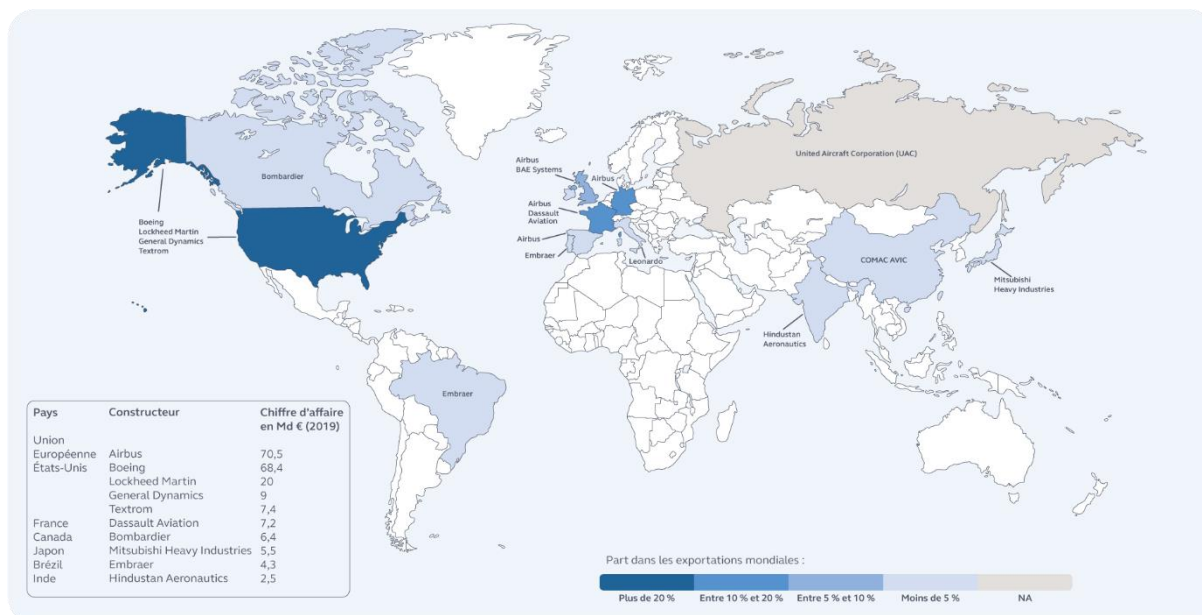 United Aircraft Corporation (UAC)
Airbus
BAE Systems
Airbus
Bombardier
Airbus
Dassault
Aviation
Boeing
Lockheed Martin
General Dynamics
Textrom
Airbus
Embraer
Leonardo
COMAC AVIC
Mitsubishi
Heavy Industries
Hindustan
Aeronautics
Embraer
Pays Constructeur Chiffre d'affaire
en Md € (2019)
Union
Européenne Airbus 70,5
États-Unis Boeing 68,4
Lockheed Martin 20
General Dynamics 9
Textrom 7,4
France Dassault Aviation 7,2
Canada Bombardier 6,4
Japon Mitsubishi Heavy Industries 5,5
Brézil Embraer 4,3
Inde Hindustan Aeronautics 2,5
Part dans les exportations mondiales :
Plus de 20 % Entre 10 % et 20 % Entre 5 % et 10 % Moins de 5 % NA